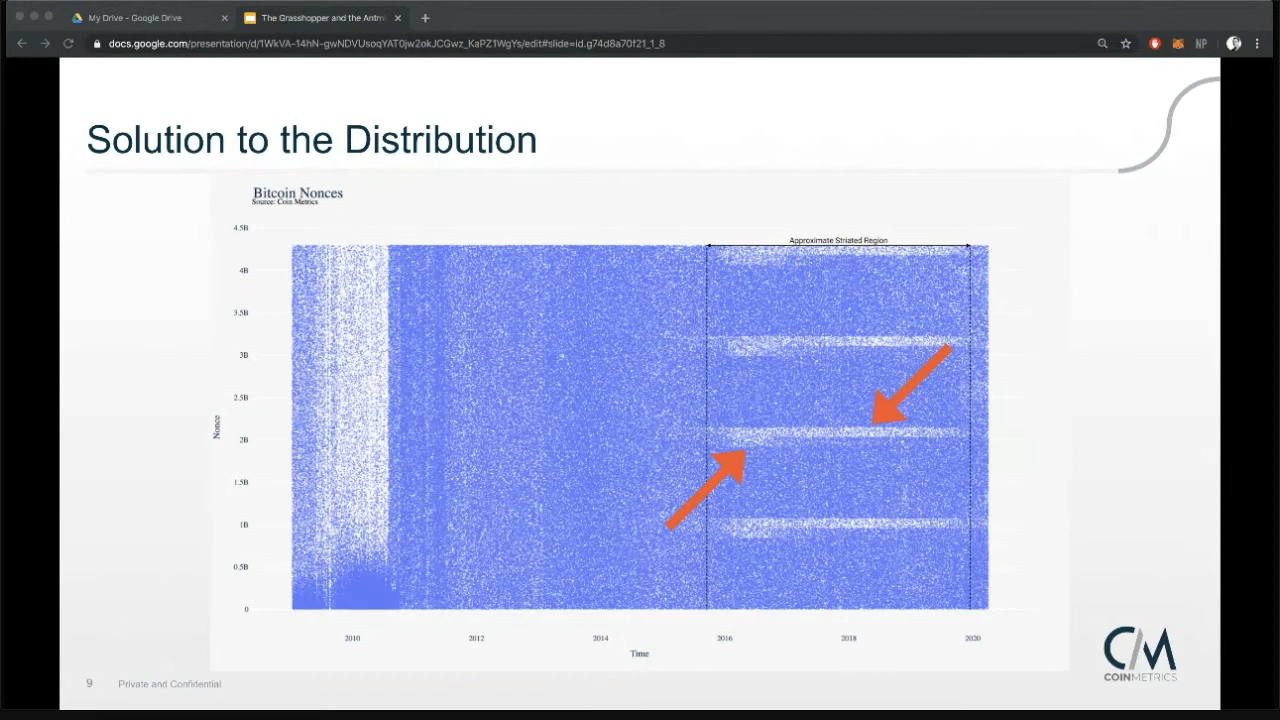 My Drive - Google Drive
The Grasshopper and the Antm
docs.google.com/presentation/d/1WkVA-14hN-gwNDVUsoqYAT0jw2okJCGwz_KaPZ1WgYs/edit#slide=id.g74d8a70f21_1_8
NP
Solution to the Distribution
Bitcoin Nonces
Source: Coin Metrics
4.5B
Approximate Striated Region
4B
3.5B
3B
2.5B
Nonce
2B
1.5B
1B
0.5B
0
2010
2012
2014
2016
2018
2020
Time
C/M
COINMETRICS
9
Private and Confidential